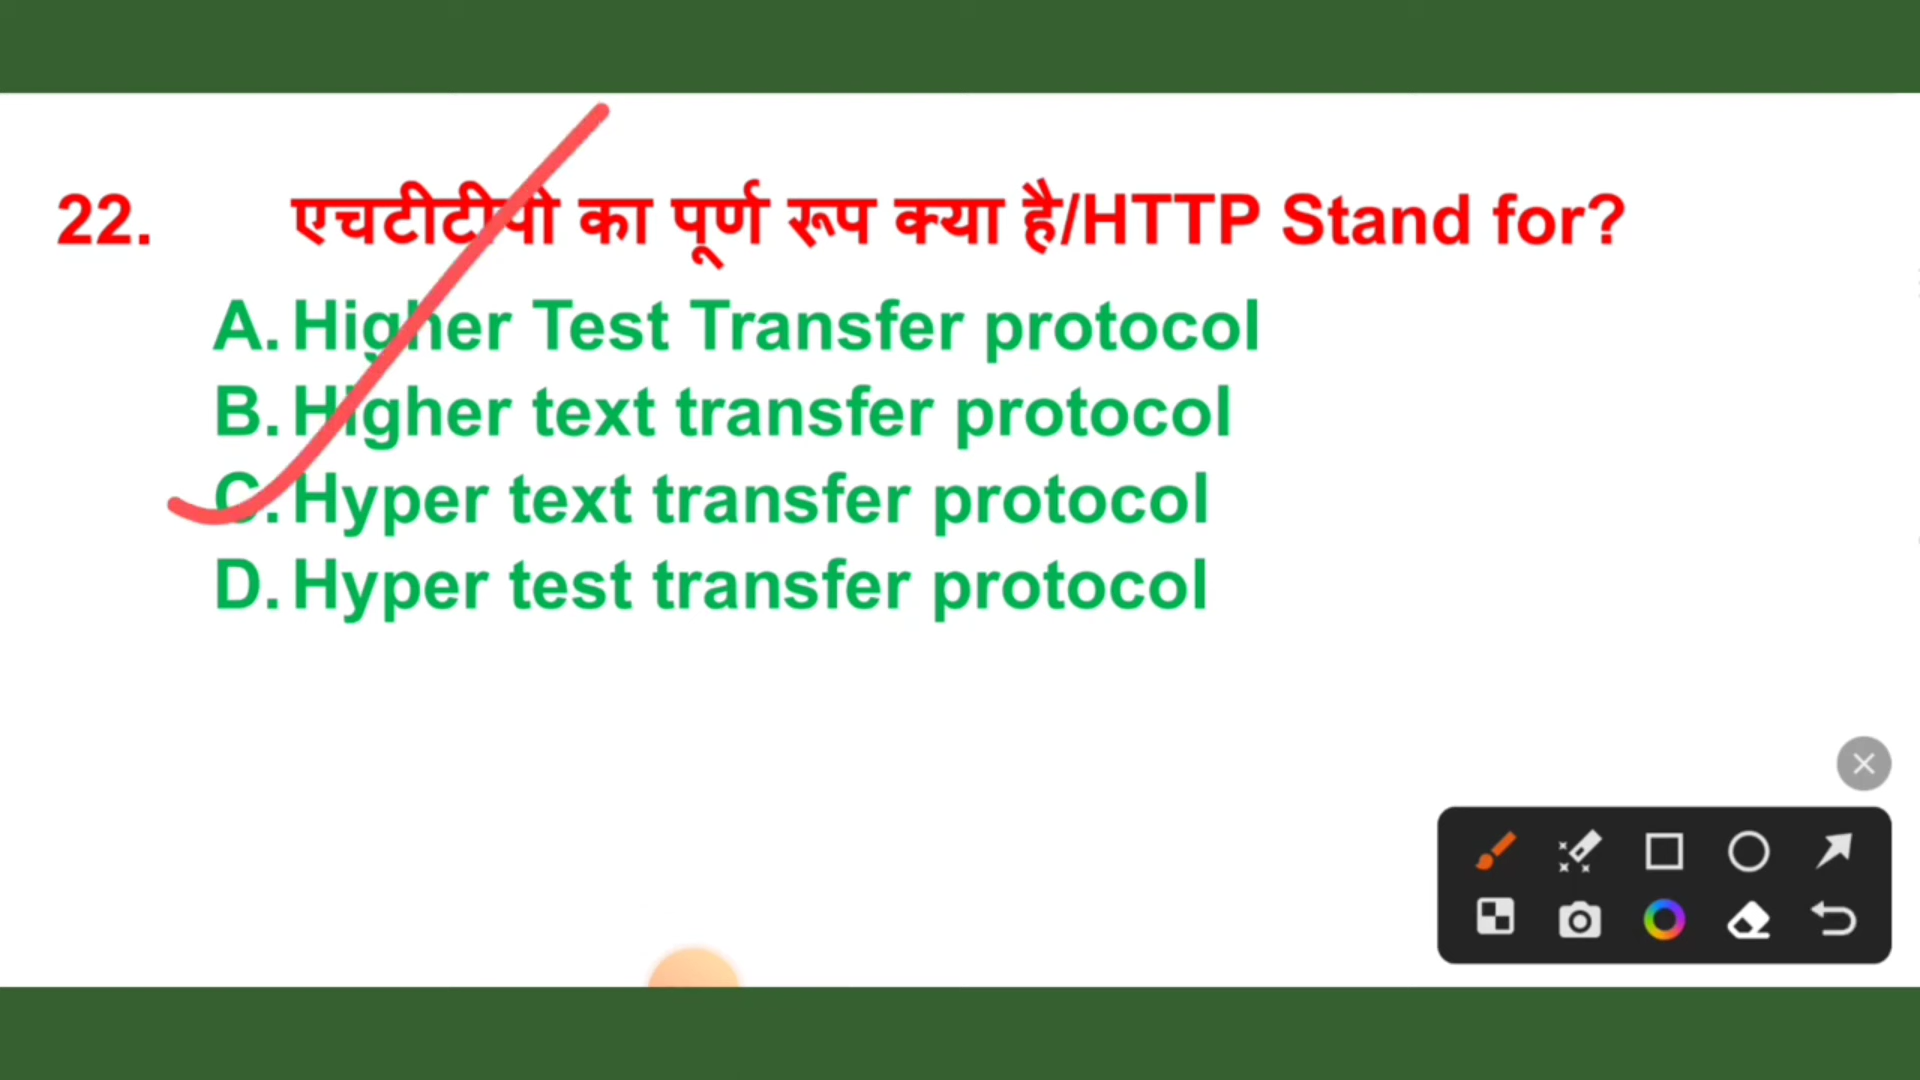 22. एचटीटीपी का पूर्ण रूप क्या है/HTTP Stand for?
A. Higher Test Transfer protocol
B. Higher text transfer protocol
C. Hyper text transfer protocol
D. Hyper test transfer protocol